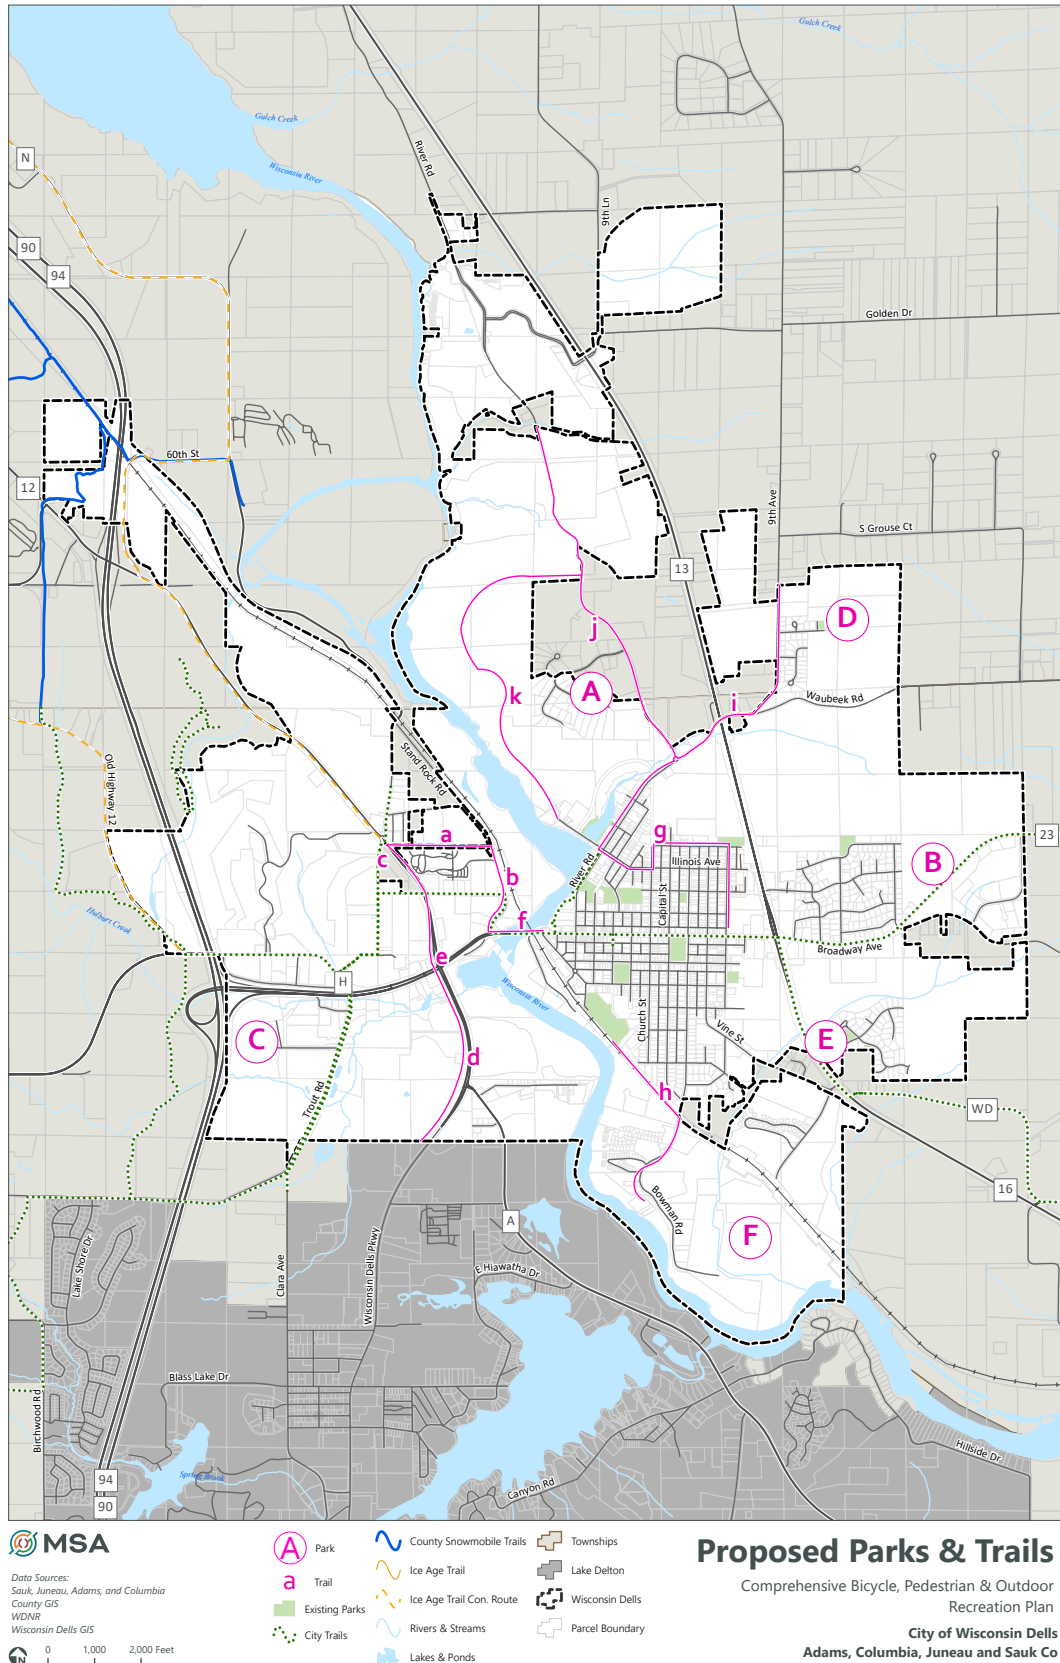 Gulch Creek
Gulch Creek
River Rd
N
Wisconsin River
9th Ln
90
94
Golden Dr
60th St
12
9th Ave
S Grouse Ct
13
D
j
A
k
i
Waubeek Rd
Stand Rock Rd
Old Highway 12
a
g
23
c
Illinois Ave
B
River Rd
b
Capital St
Hulburt Creek
f
Broadway Ave
e
H
Wisconsin River
Church St
C
Vine St
E
d
Trout Rd
h
WD
16
Bowman Rd
A
F
Lake Shore Dr
Clara Ave
Wisconsin Dells Pkwy
E Hiawatha Dr
Blass Lake Dr
Birchwood Rd
Hillside Dr
94
Spring Brook
Canyon Rd
90
MSA
Data Sources:
Sauk, Juneau, Adams, and Columbia
County GIS
WDNR
Wisconsin Dells GIS
N
0 1,000 2,000 Feet
A Park
a Trail
Existing Parks
City Trails
County Snowmobile Trails
Ice Age Trail
Ice Age Trail Con. Route
Rivers & Streams
Lakes & Ponds
Townships
Lake Delton
Wisconsin Dells
Parcel Boundary
Proposed Parks & Trails
Comprehensive Bicycle, Pedestrian & Outdoor
Recreation Plan
City of Wisconsin Dells
Adams, Columbia, Juneau and Sauk Co